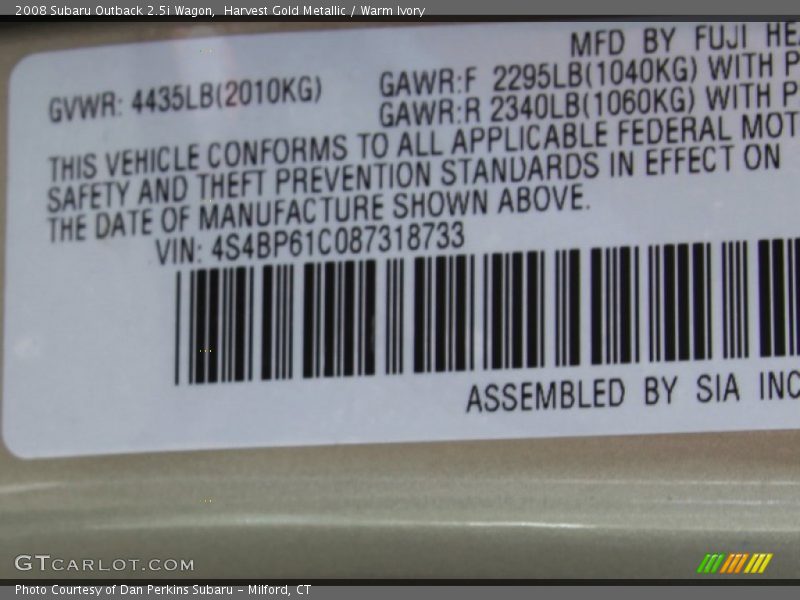 2008 Subaru Outback 2.5i Wagon,  Harvest Gold Metallic / Warm Ivory
MFD BY FUJI HE
GVWR: 4435LB(2010KG)
GAWR:F 2295LB(1040KG) WITH P
GAWR:R 2340LB(1060KG) WITH P
THIS VEHICLE CONFORMS TO ALL APPLICABLE FEDERAL MOT
SAFETY AND THEFT PREVENTION STANDARDS IN EFFECT ON
THE DATE OF MANUFACTURE SHOWN ABOVE.
VIN: 4S4BP61C087318733
ASSEMBLED BY SIA INC
GTCARLOT.COM
Photo Courtesy of Dan Perkins Subaru – Milford, CT